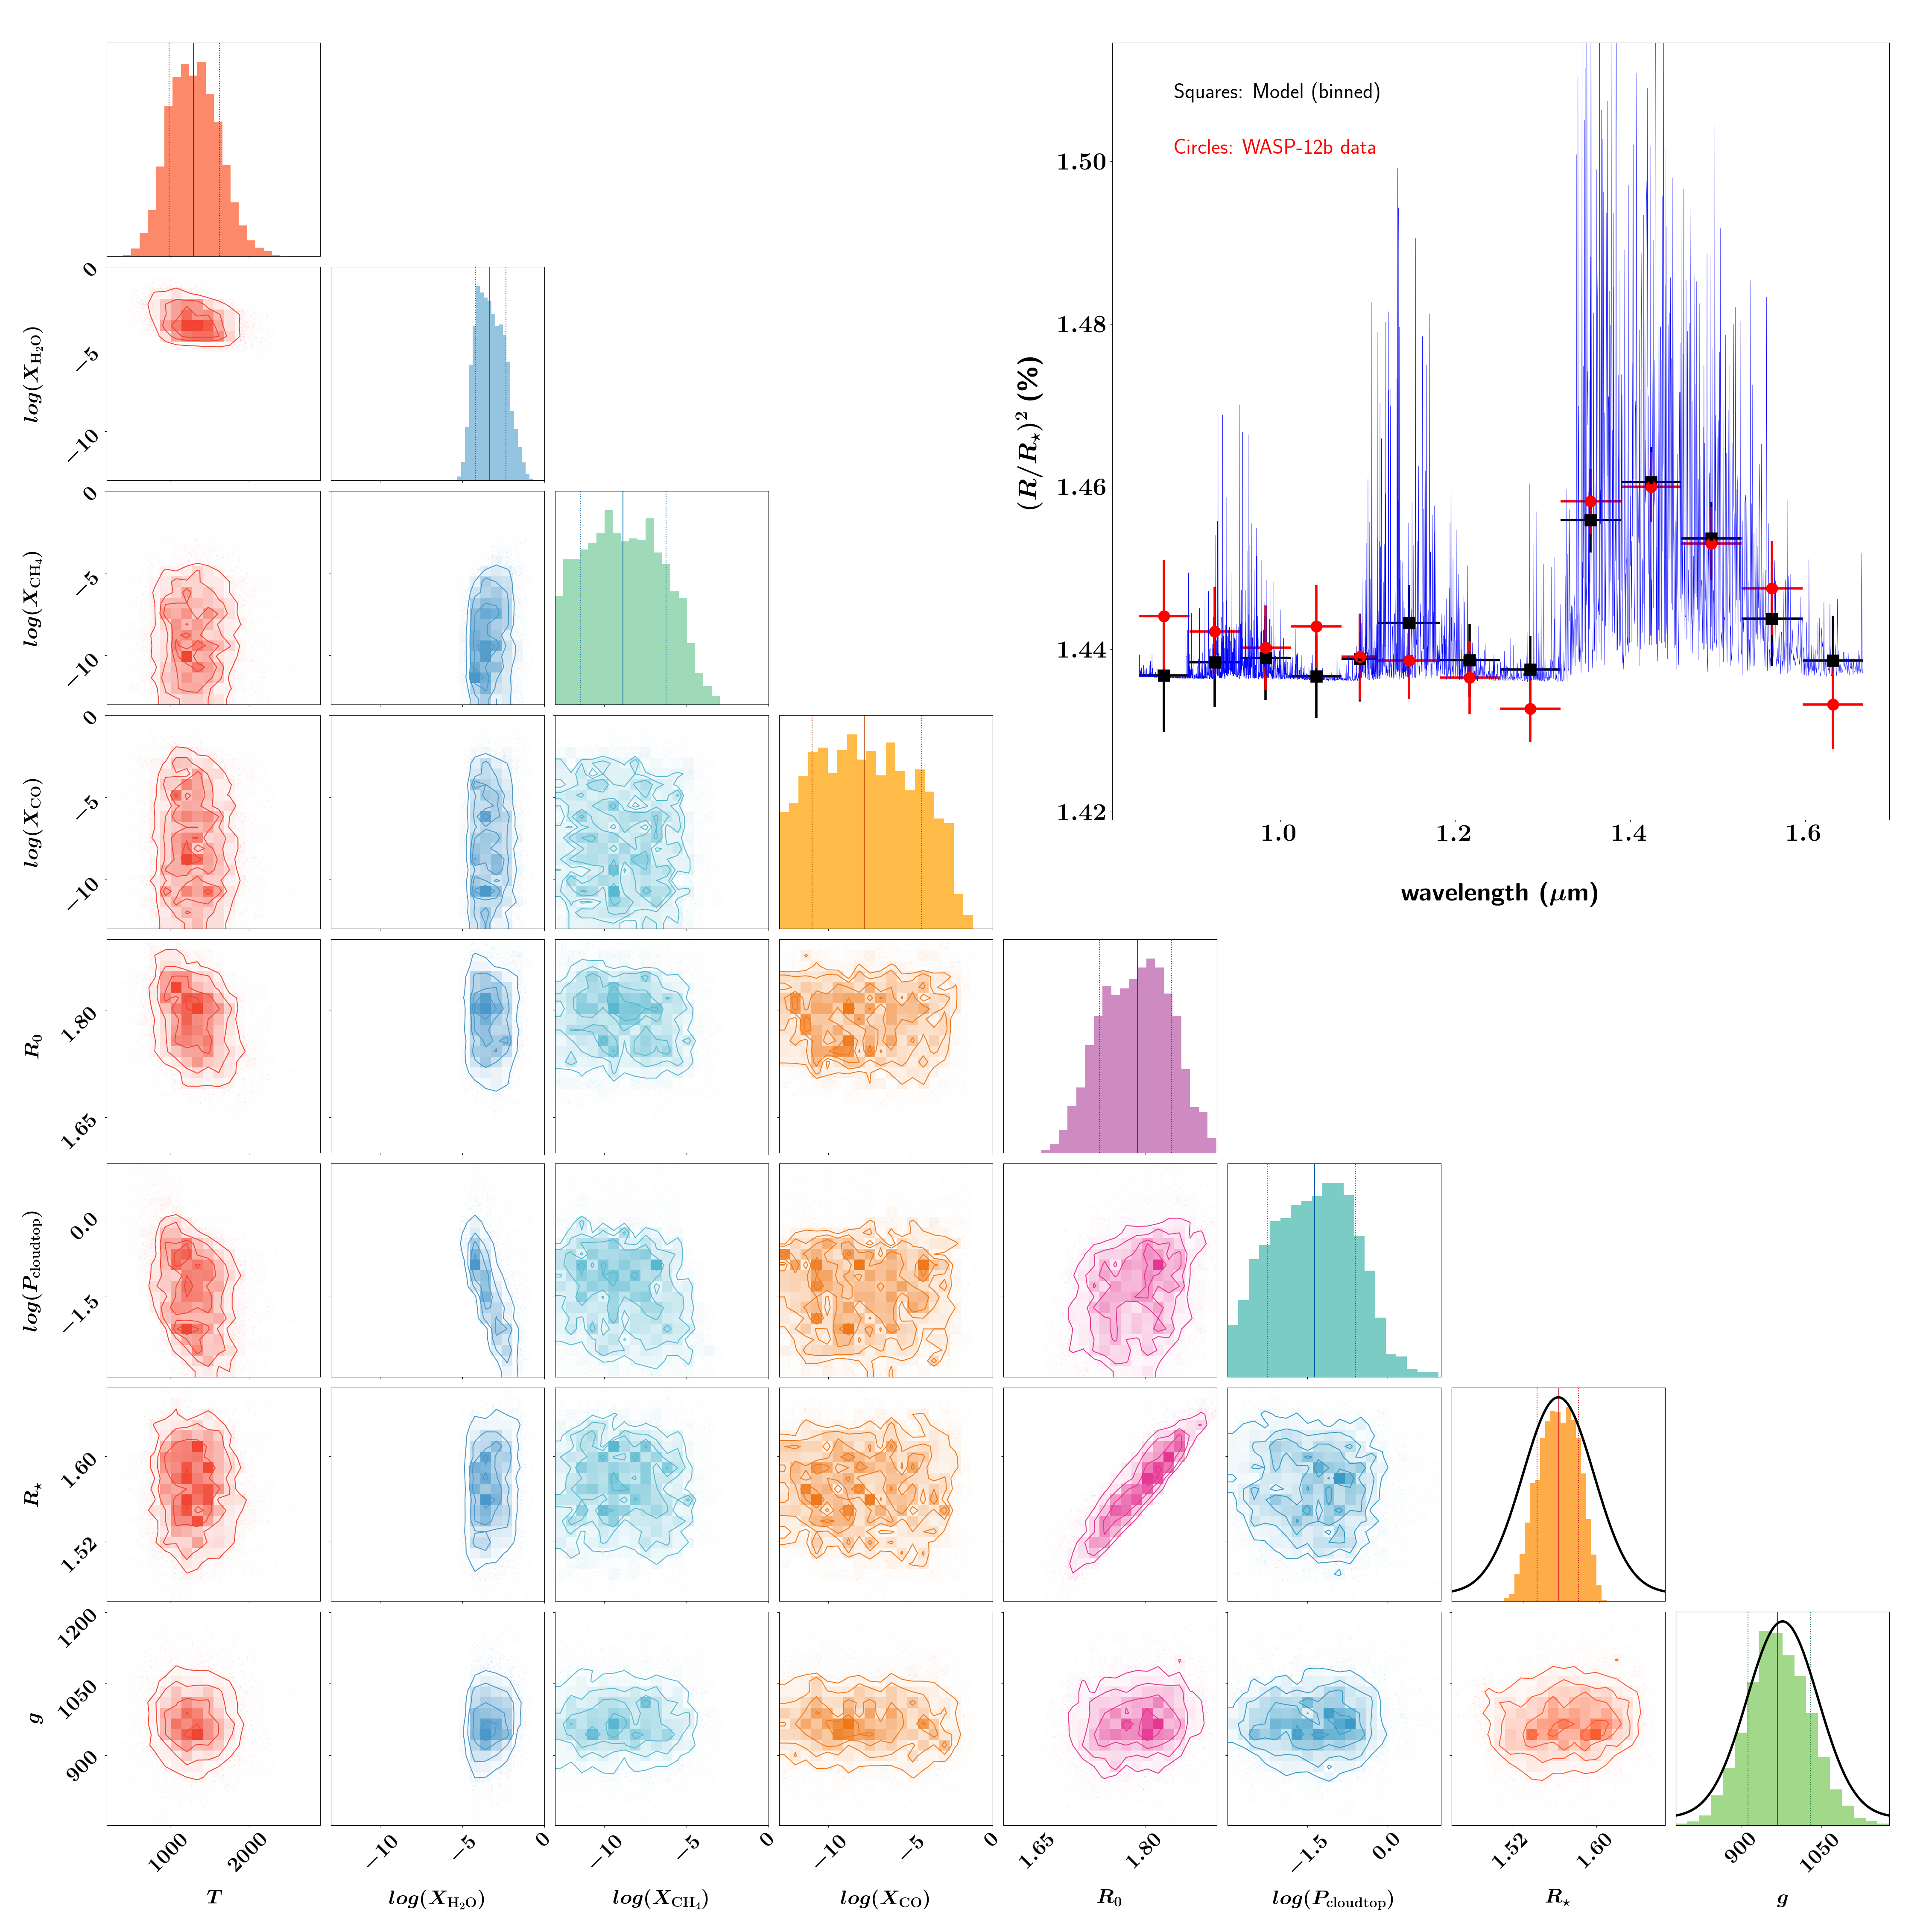 Squares: Model (binned)
Circles: WASP-12b data
1.50
1.48
1.46
1.44
1.42
(R/R⋆)² (%)
1.0 1.2 1.4 1.6
wavelength (μm)
log(X_H₂O)
0
−5
−10
log(X_CH₄)
0
−5
−10
log(X_CO)
0
−5
−10
R₀
1.80
1.65
log(P_cloudtop)
0.0
−1.5
R⋆
1.60
1.52
g
1200
1050
900
1000 2000 −10 −5 0 −10 −5 0 −10 −5 0 1.65 1.80 −1.5 0.0 1.52 1.60 900 1050
T log(X_H₂O) log(X_CH₄) log(X_CO) R₀ log(P_cloudtop) R⋆ g